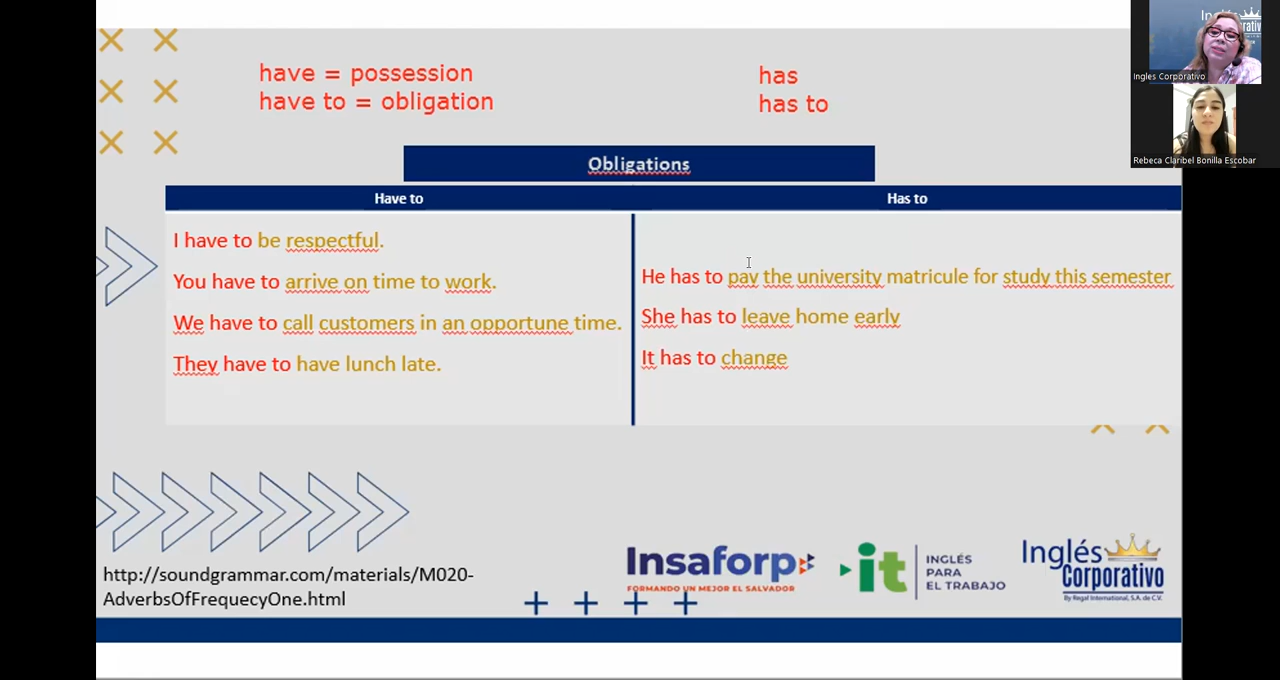 have = possession
have to = obligation
has
has to
Obligations
Have to
Has to
I have to be respectful.
You have to arrive on time to work.
We have to call customers in an opportune time.
They have to have lunch late.
He has to pay the university matricule for study this semester
She has to leave home early
It has to change
http://soundgrammar.com/materials/M020-
AdverbsOfFrequecyOne.html
Insaforp
FORMANDO UN MEJOR EL SALVADOR
it
INGLÉS
PARA
EL TRABAJO
Inglés
Corporativo
By Regal International, S.A. de C.V.
Inglés
Ingles Corporativo
Rebeca Claribel Bonilla Escobar